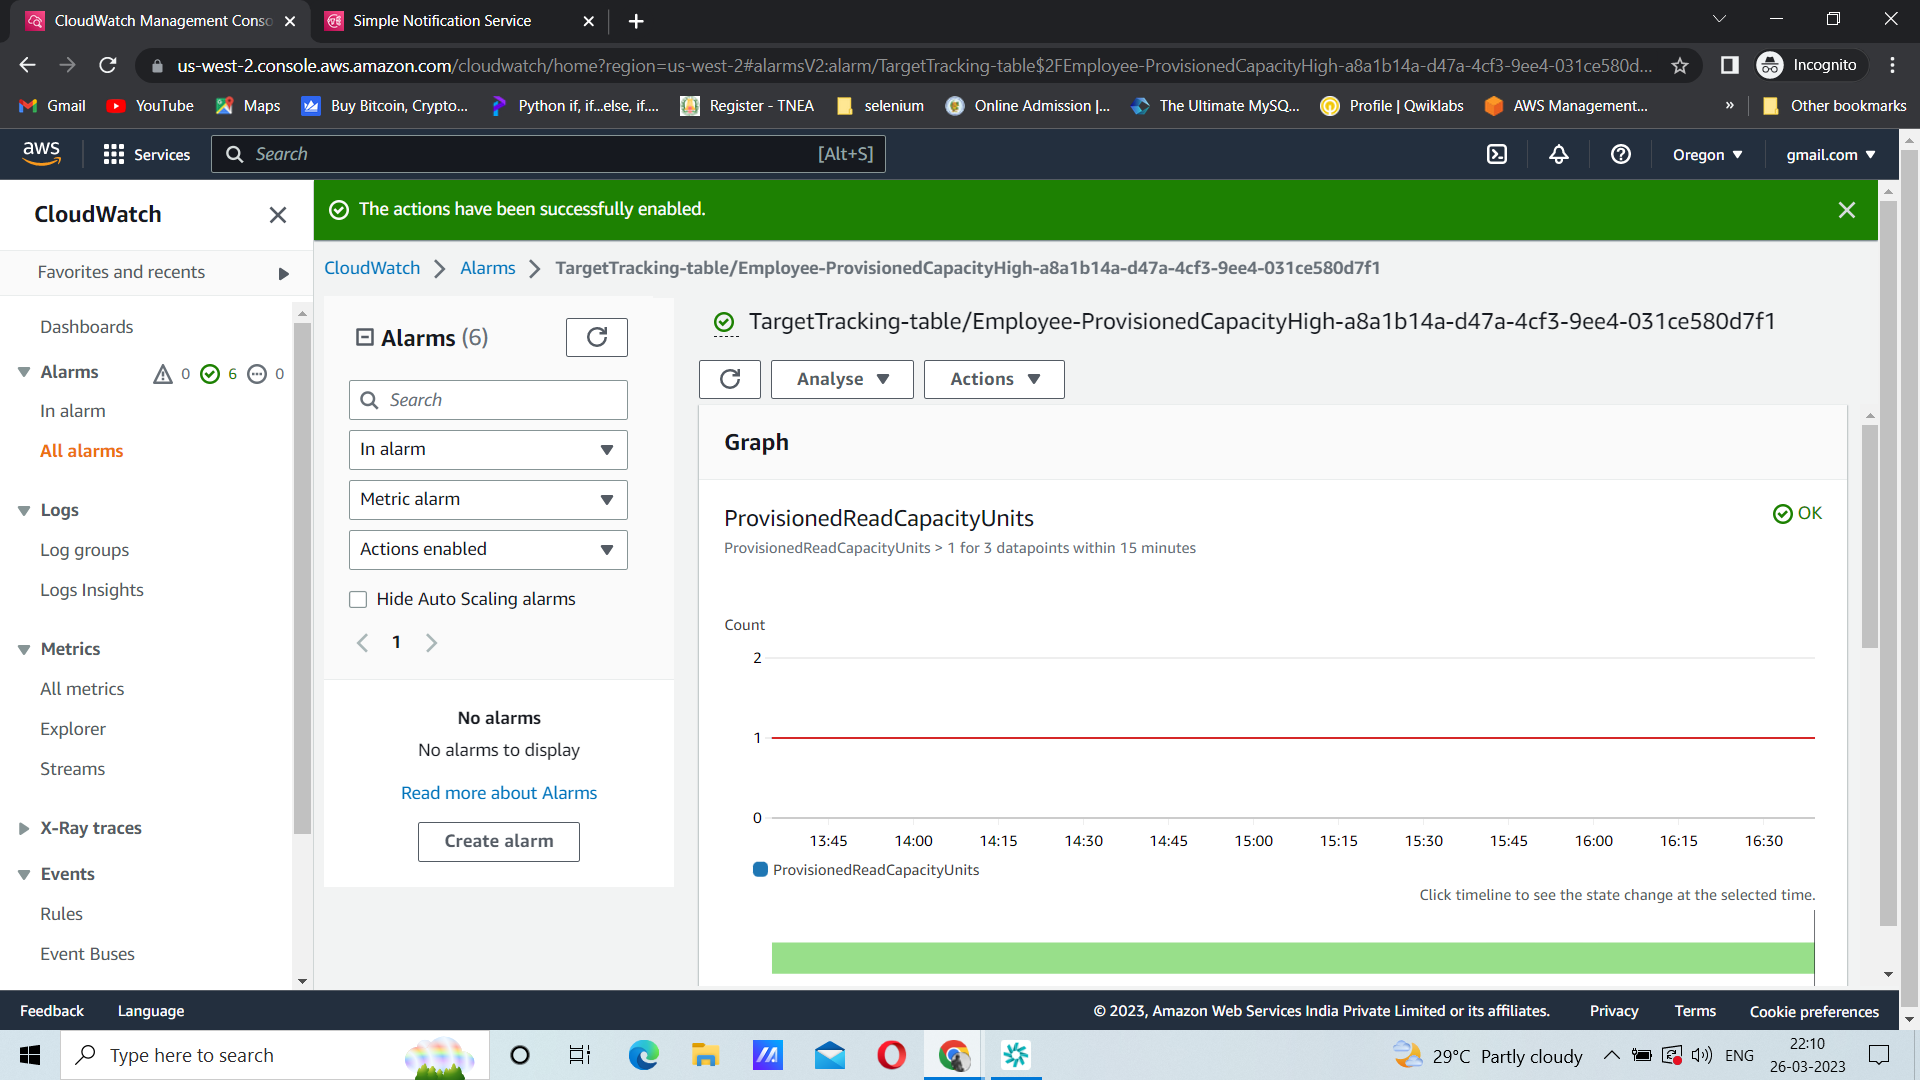 CloudWatch Management Conso
Simple Notification Service
us-west-2.console.aws.amazon.com/cloudwatch/home?region=us-west-2#alarmsV2:alarm/TargetTracking-table$2FEmployee-ProvisionedCapacityHigh-a8a1b14a-d47a-4cf3-9ee4-031ce580d...
Incognito
Gmail
YouTube
Maps
Buy Bitcoin, Crypto...
Python if, if...else, if....
Register - TNEA
selenium
Online Admission |...
The Ultimate MySQ...
Profile | Qwiklabs
AWS Management...
»
Other bookmarks
aws
Services
Search
[Alt+S]
Oregon
gmail.com
CloudWatch
The actions have been successfully enabled.
Favorites and recents
CloudWatch
Alarms
TargetTracking-table/Employee-ProvisionedCapacityHigh-a8a1b14a-d47a-4cf3-9ee4-031ce580d7f1
Dashboards
Alarms
0
6
0
In alarm
All alarms
Logs
Log groups
Logs Insights
Metrics
All metrics
Explorer
Streams
X-Ray traces
Events
Rules
Event Buses
Alarms (6)
Search
In alarm
Metric alarm
Actions enabled
Hide Auto Scaling alarms
1
No alarms
No alarms to display
Read more about Alarms
Create alarm
TargetTracking-table/Employee-ProvisionedCapacityHigh-a8a1b14a-d47a-4cf3-9ee4-031ce580d7f1
Analyse
Actions
Graph
ProvisionedReadCapacityUnits
OK
ProvisionedReadCapacityUnits > 1 for 3 datapoints within 15 minutes
Count
2
1
0
13:45 14:00 14:15 14:30 14:45 15:00 15:15 15:30 15:45 16:00 16:15 16:30
ProvisionedReadCapacityUnits
Click timeline to see the state change at the selected time.
Feedback
Language
© 2023, Amazon Web Services India Private Limited or its affiliates.
Privacy
Terms
Cookie preferences
Type here to search
29°C Partly cloudy
ENG
22:10
26-03-2023